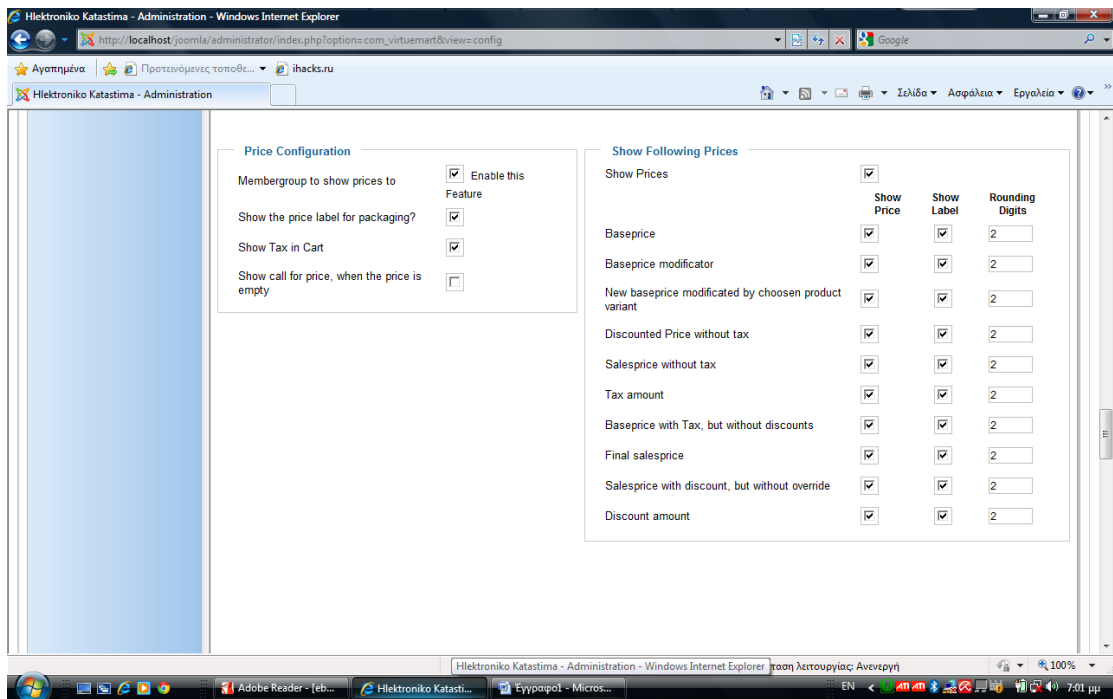 Hlektroniko Katastima - Administration - Windows Internet Explorer
http://localhost/joomla/administrator/index.php?option=com_virtuemart&view=config
Google
Αγαπημένα
Προτεινόμενες τοποθε...
ihacks.ru
Hlektroniko Katastima - Administration
Σελίδα
Ασφάλεια
Εργαλεία
Price Configuration
Membergroup to show prices to
Enable this
Feature
Show the price label for packaging?
Show Tax in Cart
Show call for price, when the price is
empty
Show Following Prices
Show Prices
Show Show Rounding
Price Label Digits
Baseprice 2
Baseprice modificator 2
New baseprice modificated by choosen product
variant 2
Discounted Price without tax 2
Salesprice without tax 2
Tax amount 2
Baseprice with Tax, but without discounts 2
Final salesprice 2
Salesprice with discount, but without override 2
Discount amount 2
Hlektroniko Katastima - Administration - Windows Internet Explorer
ταση λειτουργίας: Ανενεργή
100%
Adobe Reader - [eb...
Hlektroniko Katasti...
Έγγραφο1 - Micros...
EN
7:01 μμ